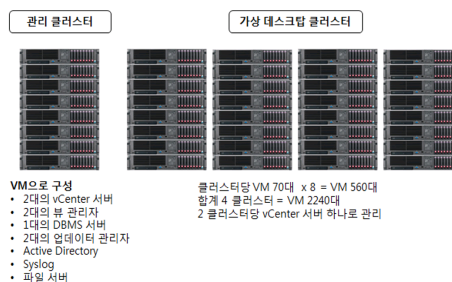 관리 클러스터
가상 데스크탑 클러스터
VM으로 구성
• 2대의 vCenter 서버
• 2대의 뷰 관리자
• 1대의 DBMS 서버
• 2대의 업데이터 관리자
• Active Directory
• Syslog
• 파일 서버
클러스터당 VM 70대 x 8 = VM 560대
합계 4 클러스터 = VM 2240대
2 클러스터당 vCenter 서버 하나로 관리